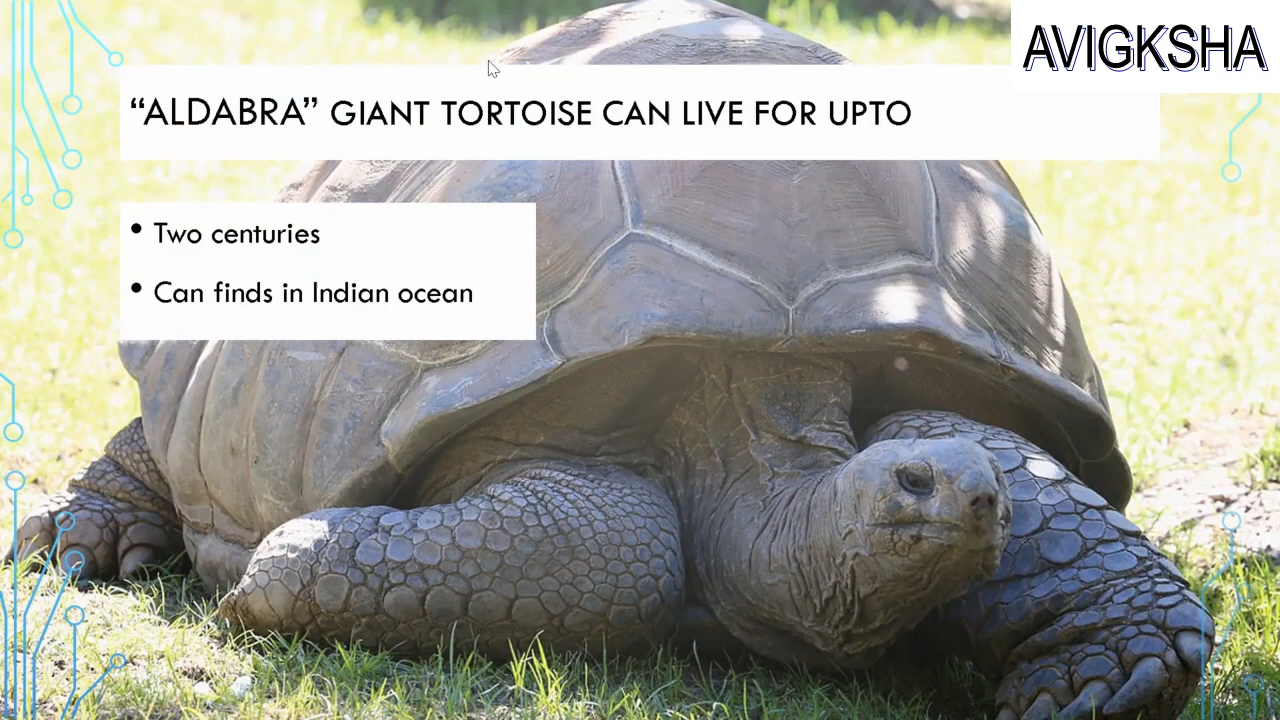 AVIGKSHA
“ALDABRA” GIANT TORTOISE CAN LIVE FOR UPTO
• Two centuries
• Can finds in Indian ocean